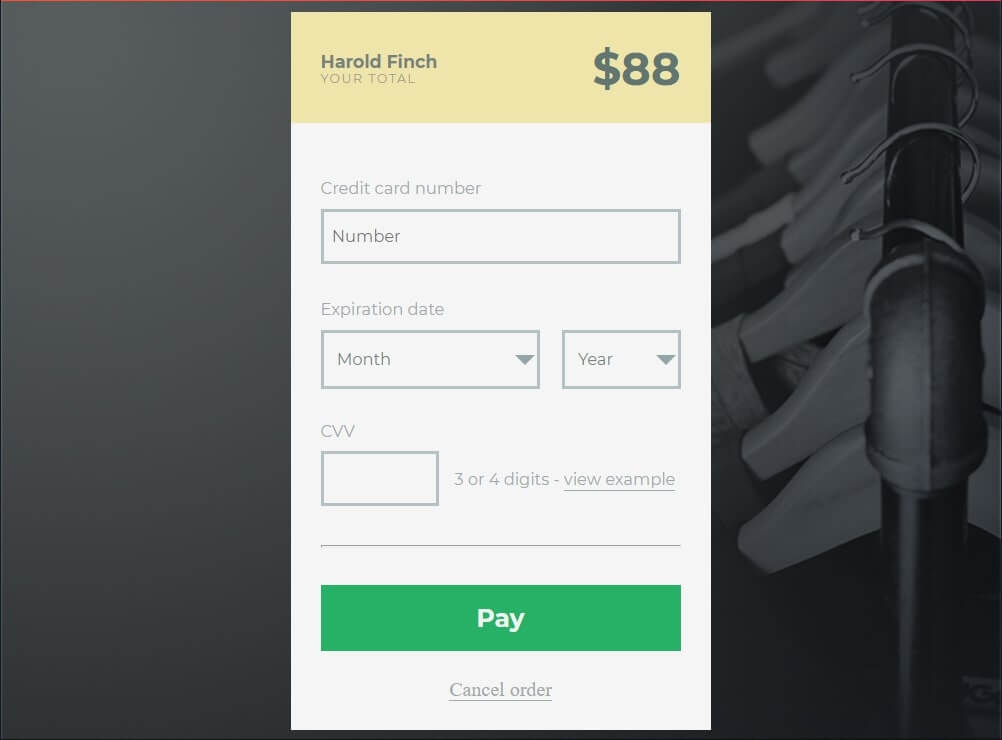 Harold Finch
YOUR TOTAL
$88
Credit card number
Number
Expiration date
Month
Year
CVV
3 or 4 digits - view example
Pay
Cancel order